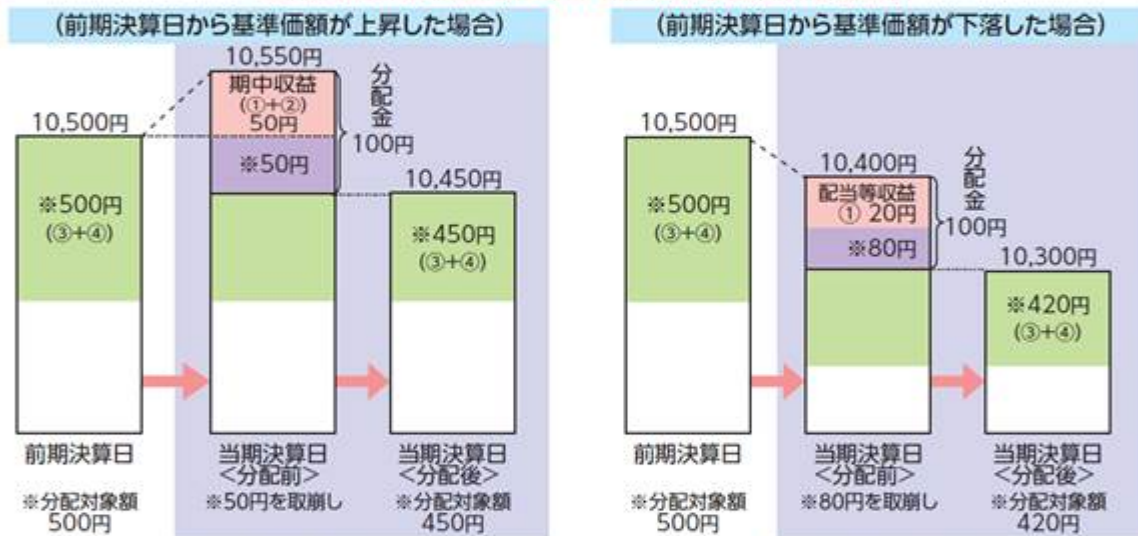 (前期決算日から基準価額が上昇した場合)
10,550円
期中収益
(①+②)
50円
分配金
100円
10,500円
※50円
10,450円
※500円
(③+④)
※450円
(③+④)
前期決算日
当期決算日
<分配前>
当期決算日
<分配後>
※分配対象額
500円
※50円を取崩し
※分配対象額
450円
(前期決算日から基準価額が下落した場合)
10,500円
10,400円
配当等収益
① 20円
分配金
100円
※500円
(③+④)
※80円
10,300円
※420円
(③+④)
前期決算日
当期決算日
<分配前>
当期決算日
<分配後>
※分配対象額
500円
※80円を取崩し
※分配対象額
420円